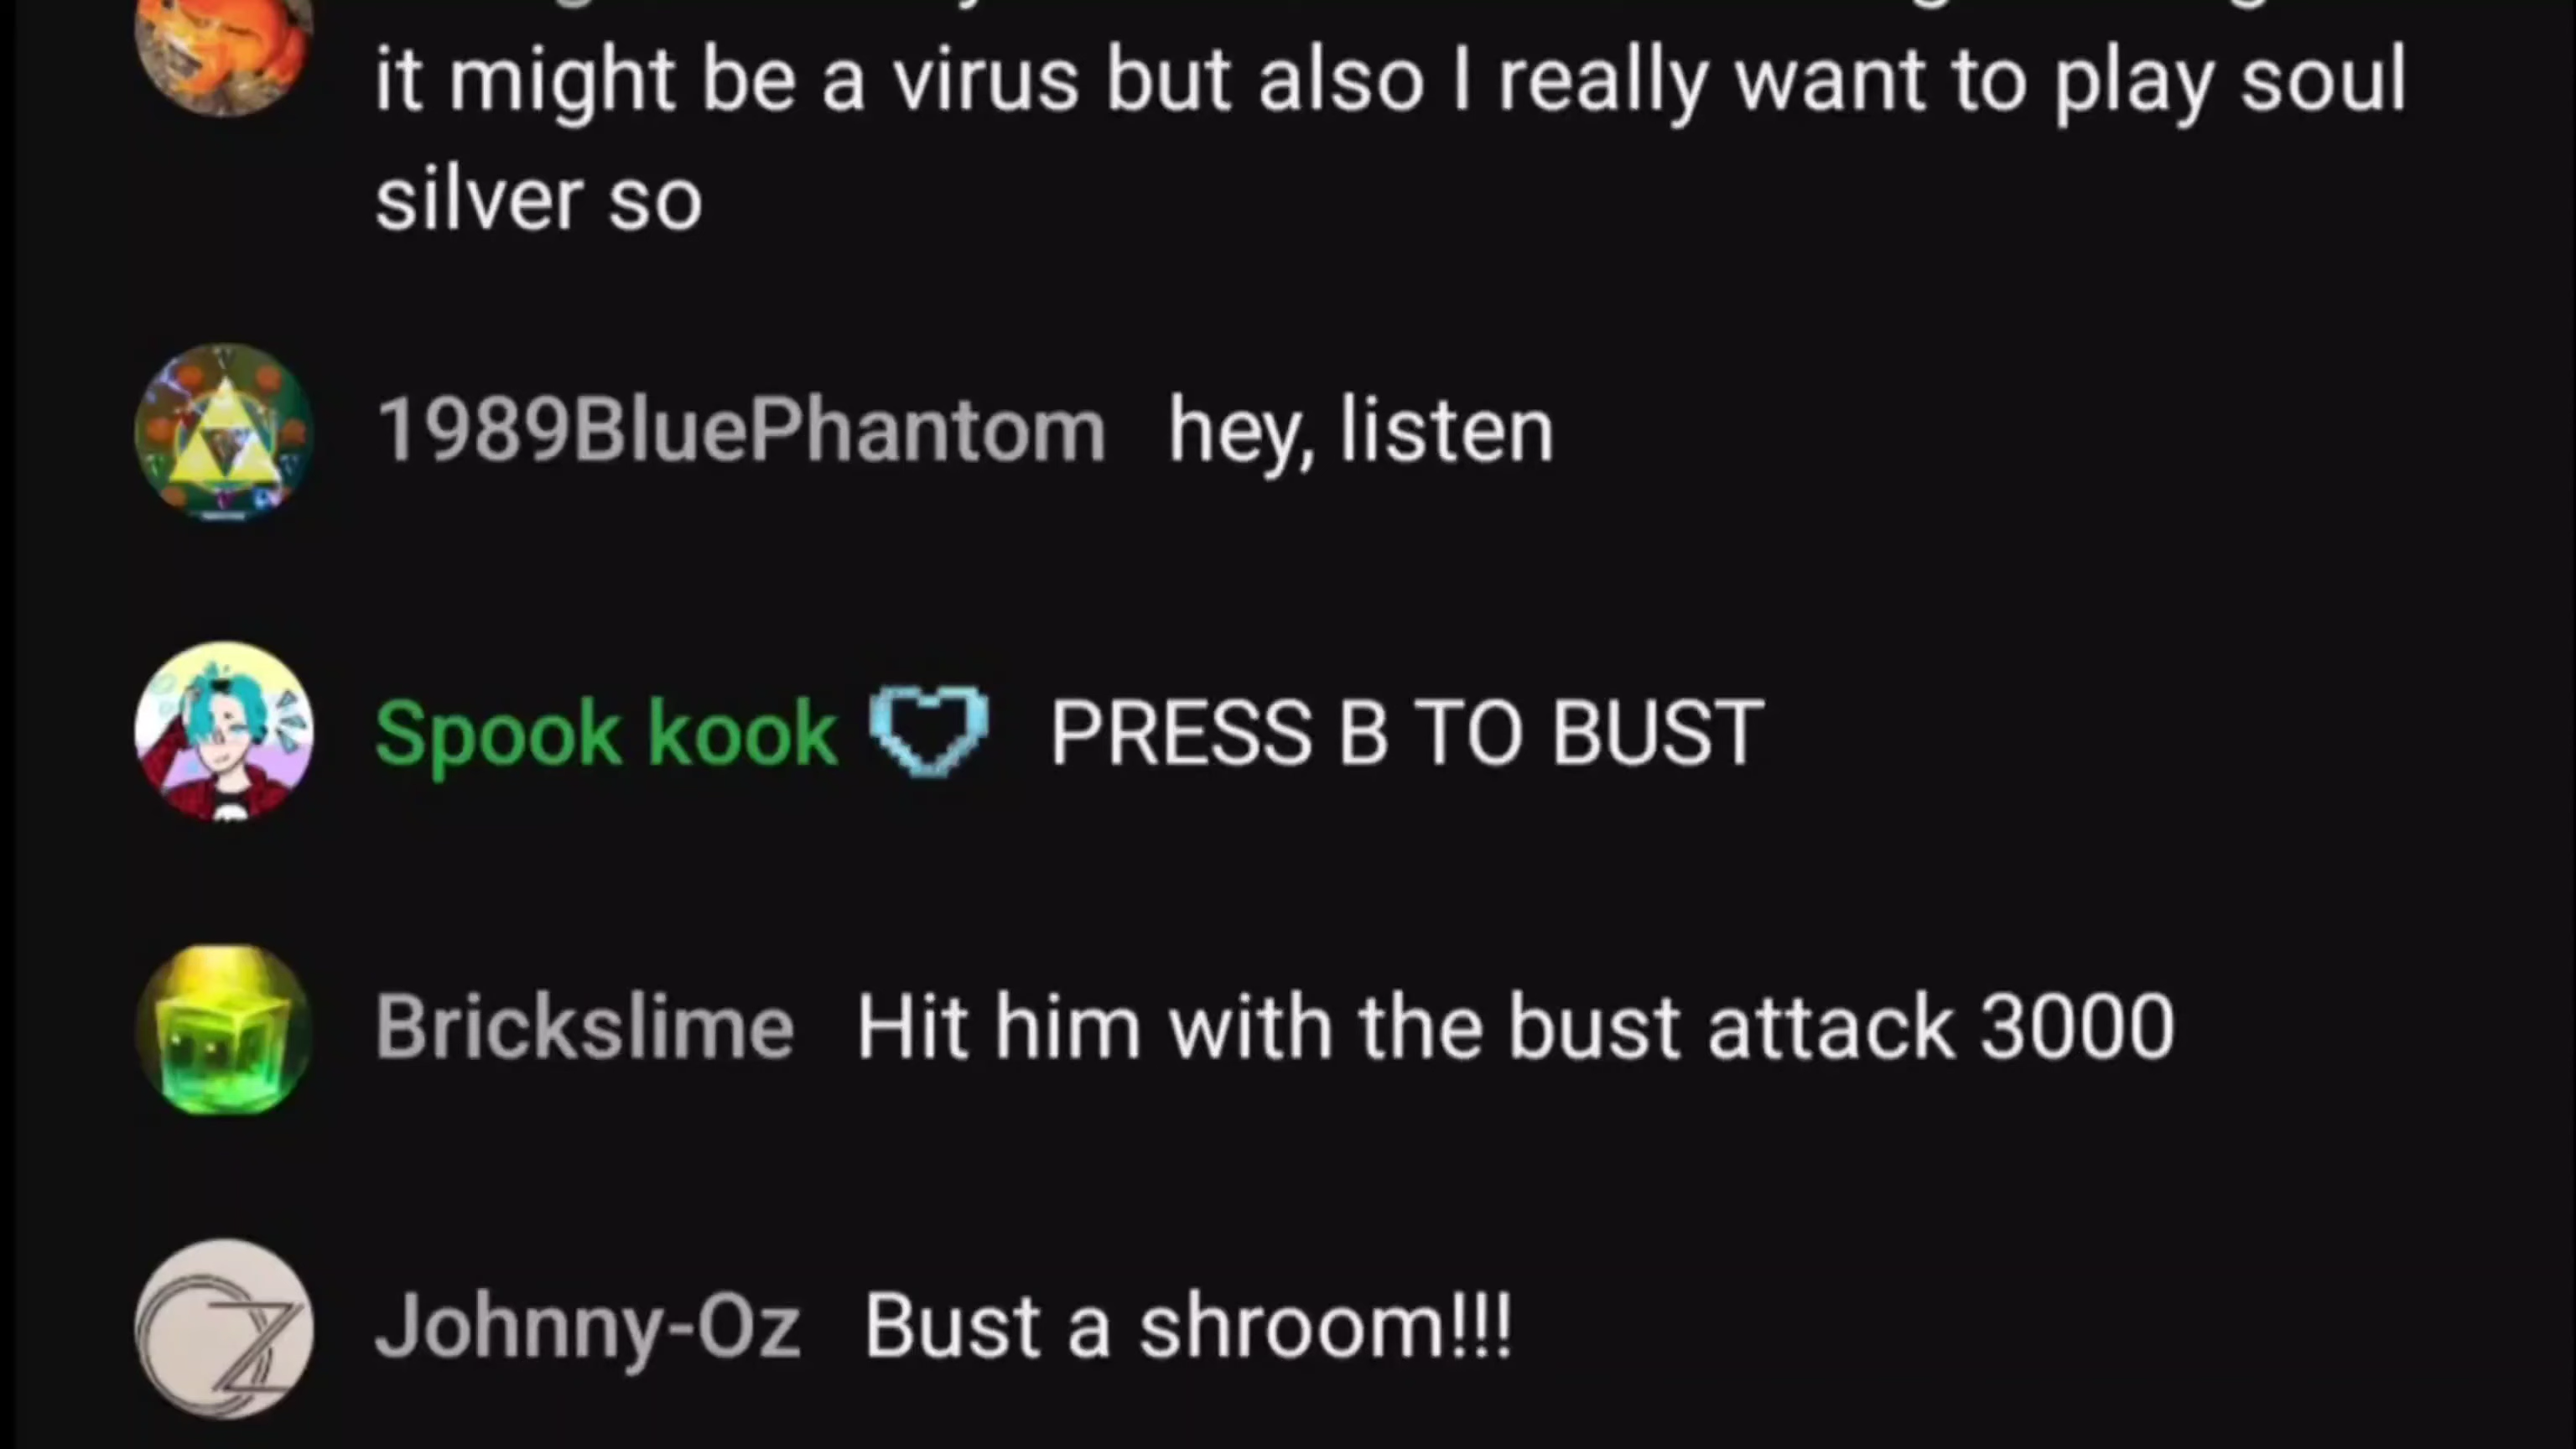 it might be a virus but also I really want to play soul
silver so
1989BluePhantom hey, listen
Spook kook PRESS B TO BUST
Brickslime Hit him with the bust attack 3000
Johnny-Oz Bust a shroom!!!
OZ